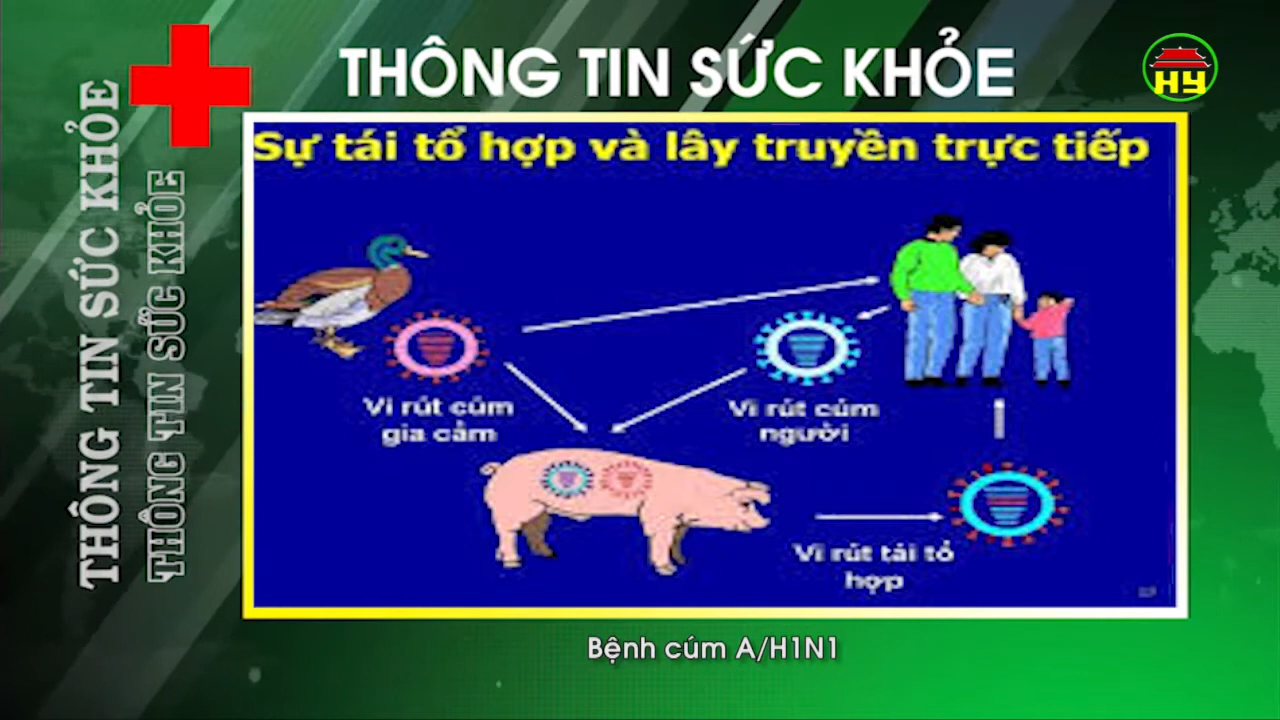 THÔNG TIN SỨC KHỎE
HY
THÔNG TIN SỨC KHỎE
THÔNG TIN SỨC KHỎE
Sự tái tổ hợp và lây truyền trực tiếp
Vi rút cúm
gia cầm
Vi rút cúm
người
Vi rút tái tổ
hợp
Bệnh cúm A/H1N1